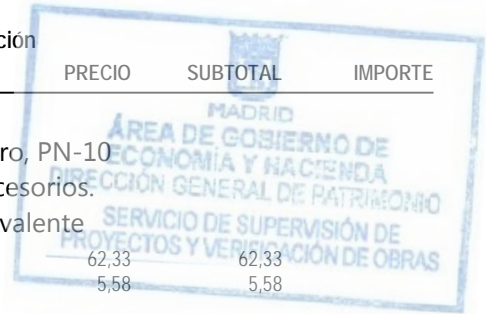 ción
PRECIO SUBTOTAL IMPORTE
MADRID
ÁREA DE GOBIERNO DE
ro, PN-10
ECONOMÍA Y HACIENDA
cesorios.
DIRECCIÓN GENERAL DE PATRIMONIO
valente
SERVICIO DE SUPERVISIÓN DE
PROYECTOS Y VERIFICACIÓN DE OBRAS
62,33 62,33
5,58 5,58